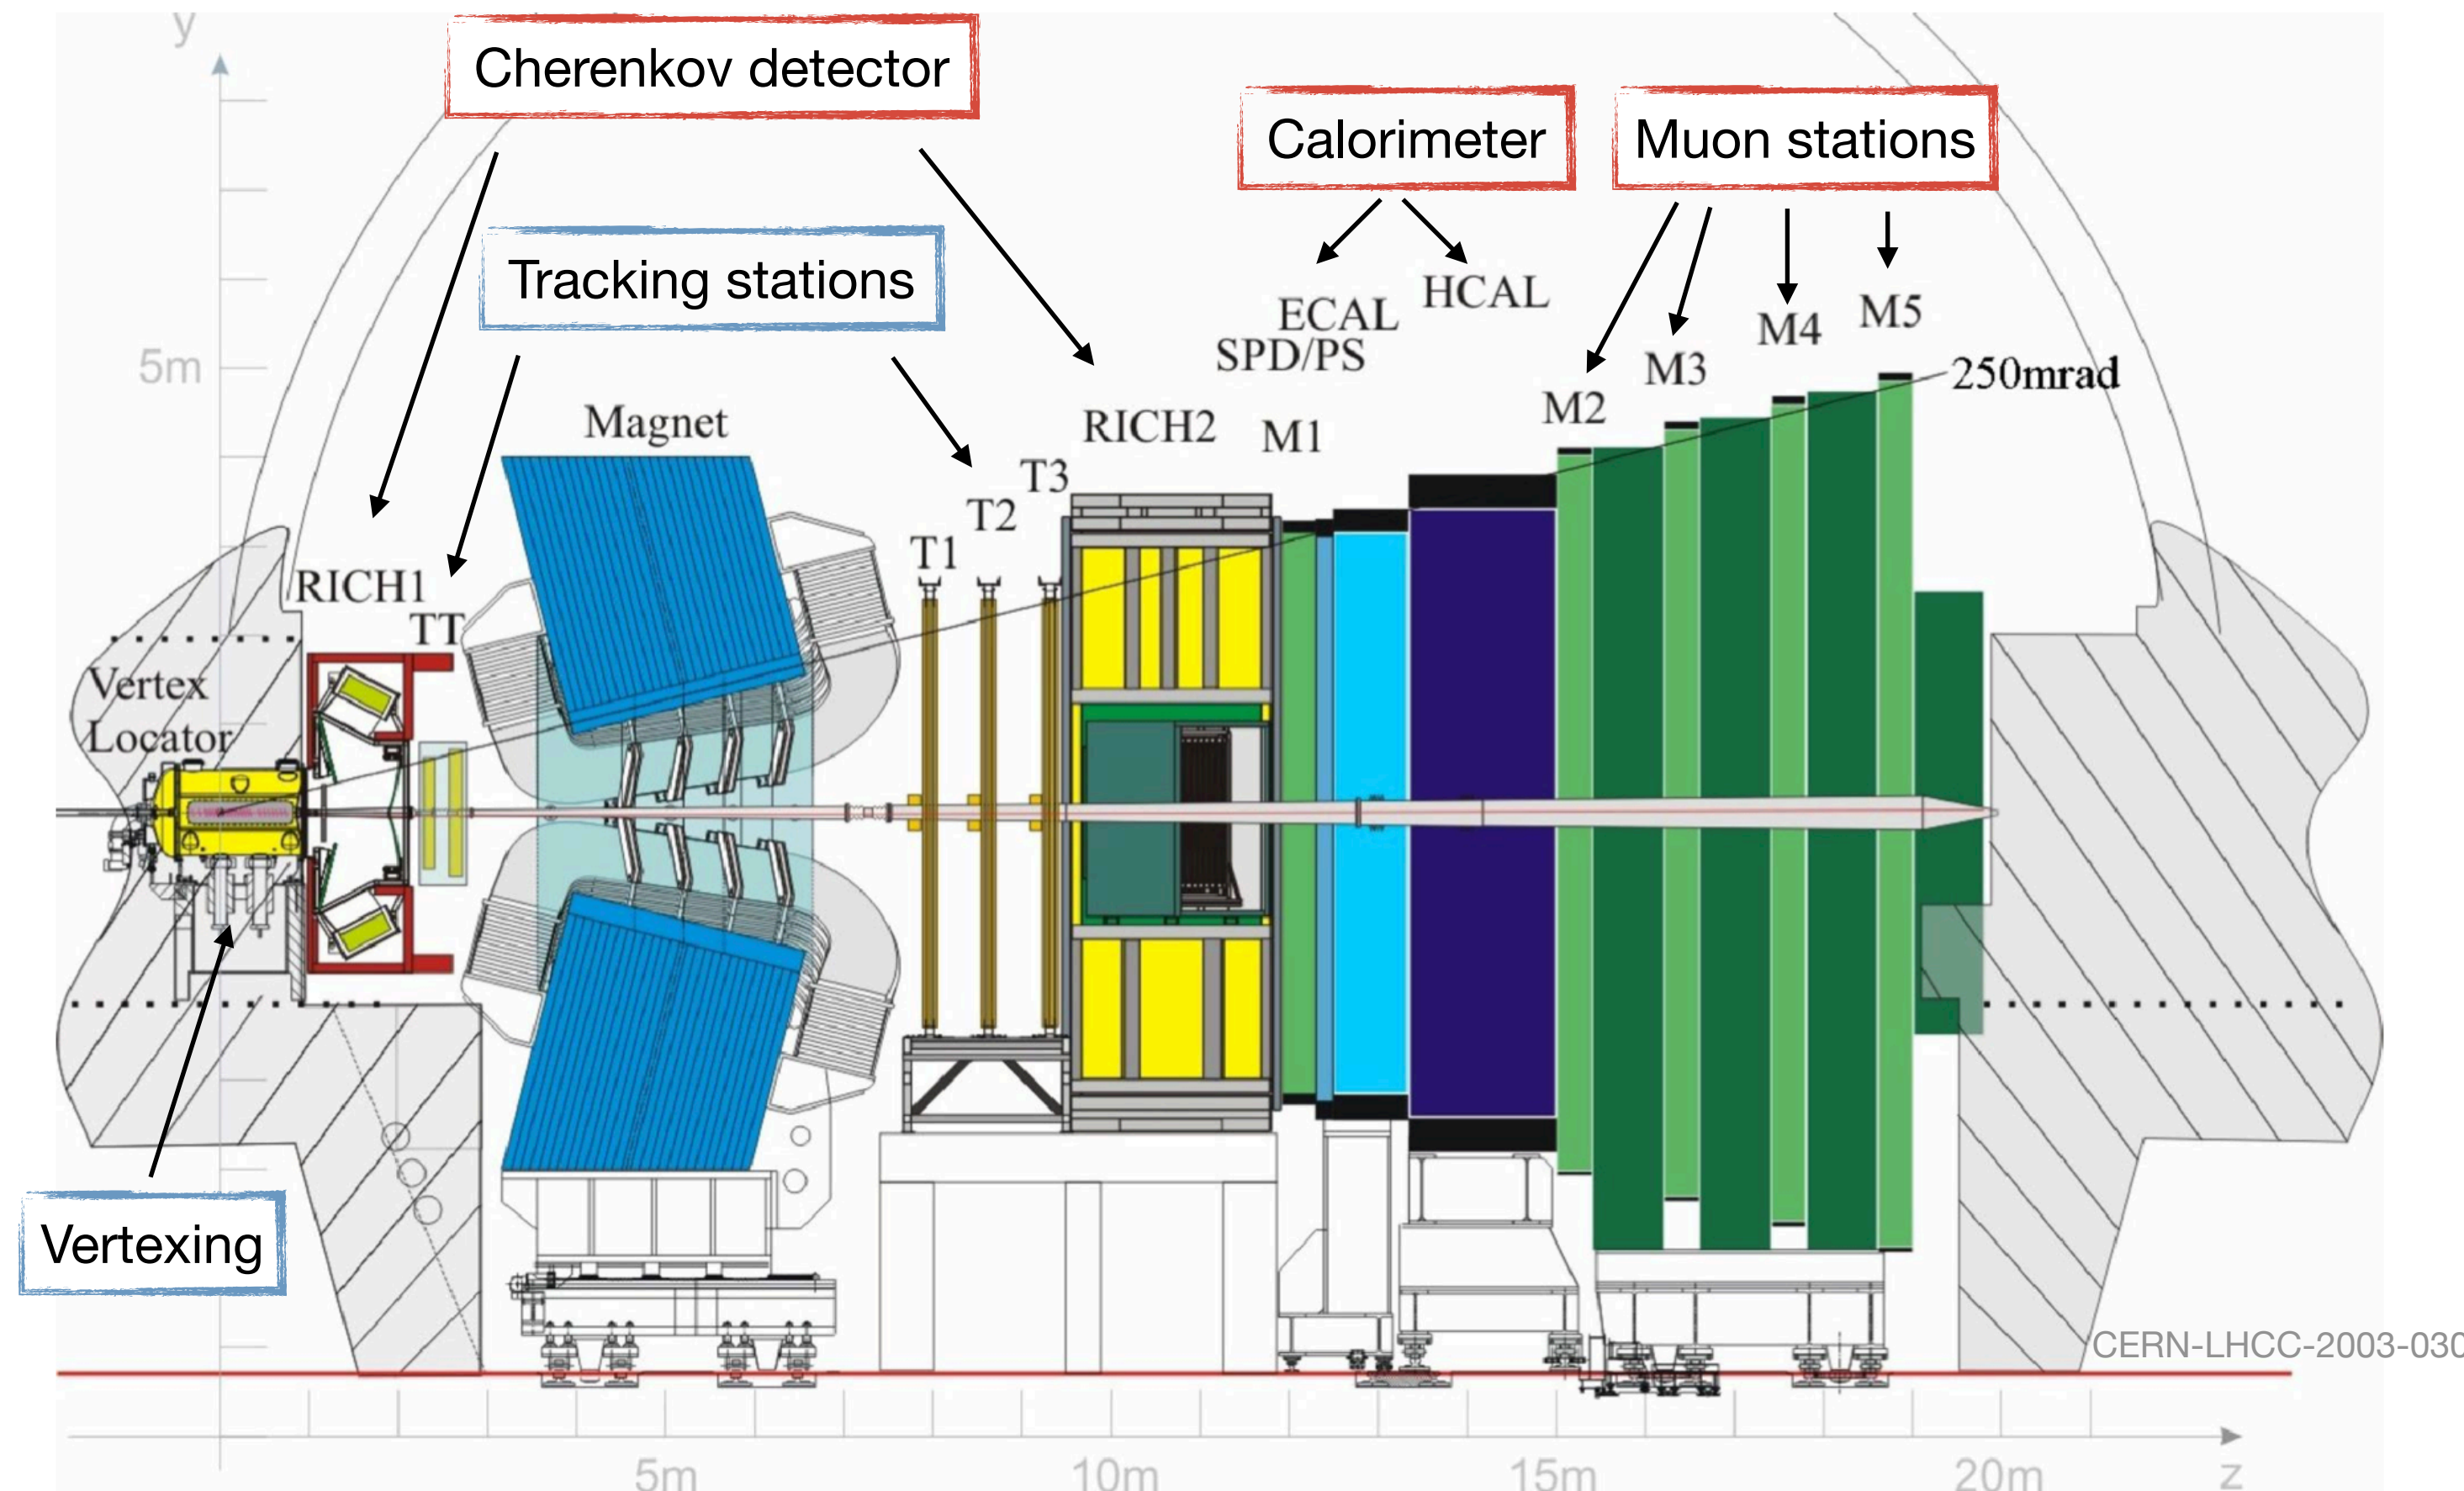 y
Cherenkov detector
Calorimeter
Muon stations
Tracking stations
HCAL
ECAL
SPD/PS
M5
M4
M3
M2
250mrad
5m
Magnet
RICH2
M1
T3
T2
T1
RICH1
TT
Vertex
Locator
Vertexing
CERN-LHCC-2003-030
5m
10m
15m
20m
z